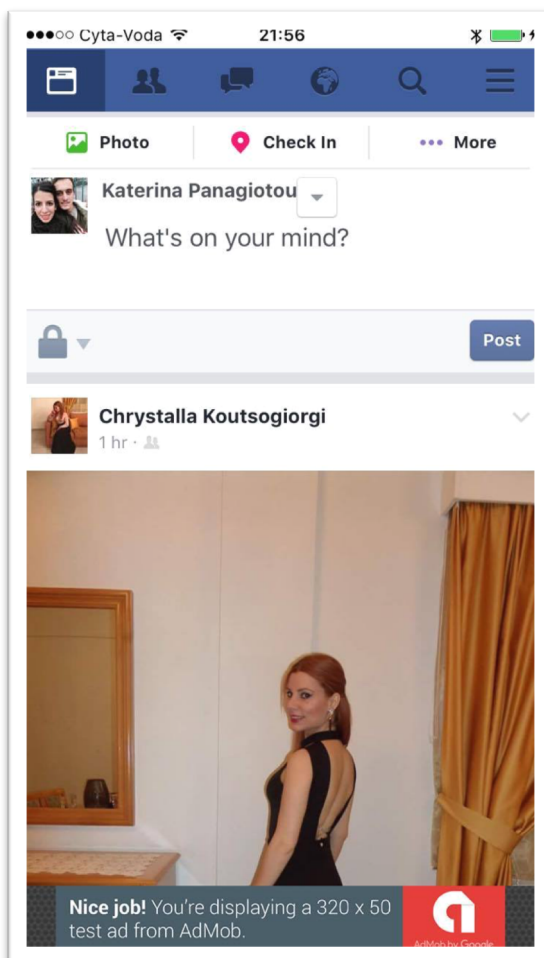 Cyta-Voda 21:56
Photo Check In More
Katerina Panagiotou
What's on your mind?
Post
Chrystalla Koutsogiorgi
1 hr ·
Nice job! You're displaying a 320 x 50
test ad from AdMob.
AdMob by Google